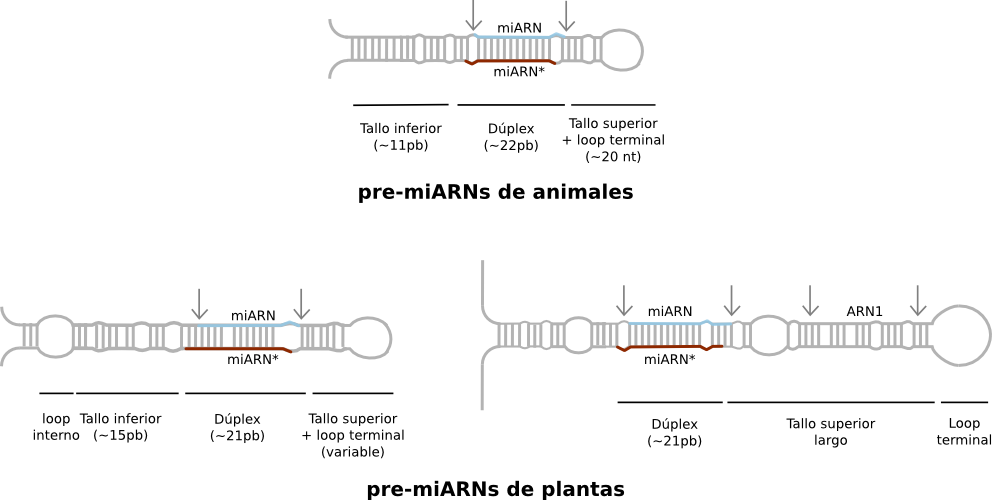 miARN
miARN*
Tallo inferior
(~11pb)
Dúplex
(~22pb)
Tallo superior
+ loop terminal
(~20 nt)
pre-miARNs de animales
miARN
miARN*
loop
interno
Tallo inferior
(~15pb)
Dúplex
(~21pb)
Tallo superior
+ loop terminal
(variable)
miARN
ARN1
miARN*
Dúplex
(~21pb)
Tallo superior
largo
Loop
terminal
pre-miARNs de plantas